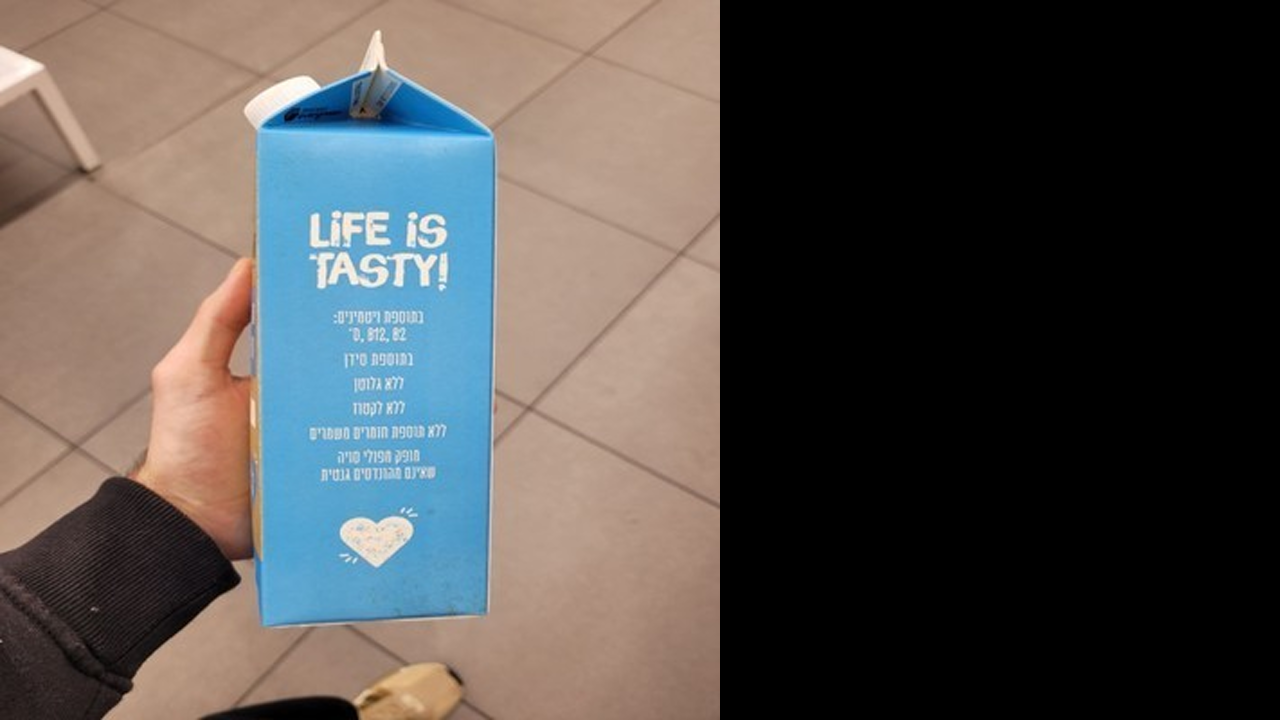 LiFE iS
TASTY!
בתוספת ויטמינים:
D, B12, B2
בתוספת סידן
ללא גלוטן
ללא לקטוז
ללא תוספת חומרים משמרים
מופק מפולי סויה
שאינם מהונדסים גנטית